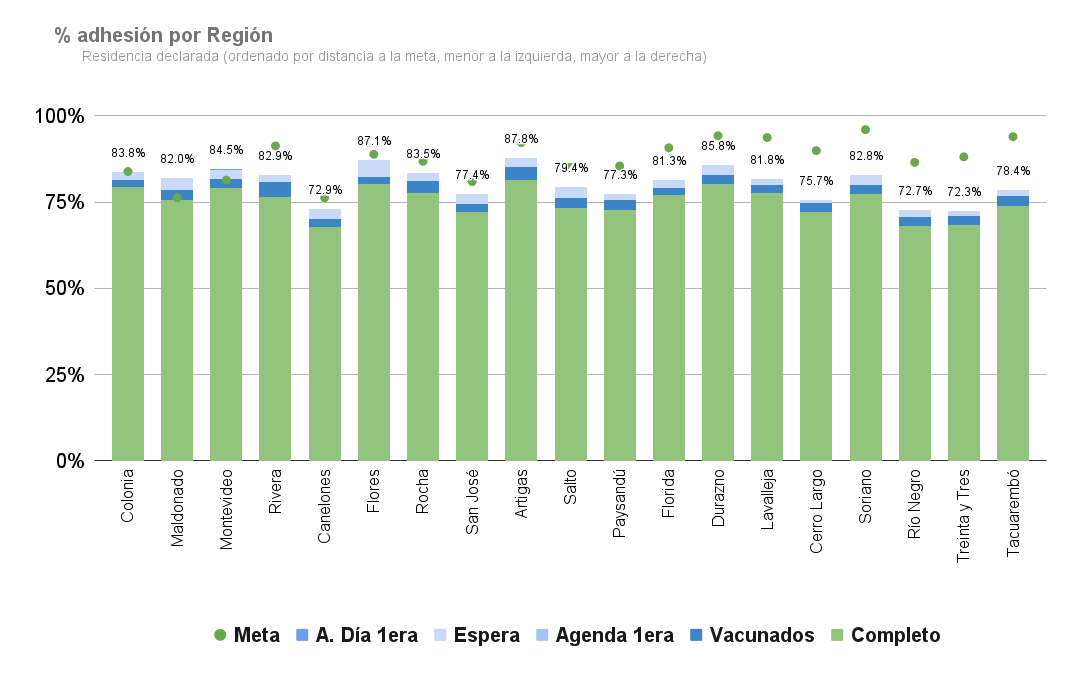 % adhesión por Región
Residencia declarada (ordenado por distancia a la meta, menor a la izquierda, mayor a la derecha)
100%
75%
50%
25%
0%
83.8%
82.0%
84.5%
82.9%
72.9%
87.1%
83.5%
77.4%
87.8%
79.4%
77.3%
81.3%
85.8%
81.8%
75.7%
82.8%
72.7%
72.3%
78.4%
Colonia
Maldonado
Montevideo
Rivera
Canelones
Flores
Rocha
San José
Artigas
Salto
Paysandú
Florida
Durazno
Lavalleja
Cerro Largo
Soriano
Río Negro
Treinta y Tres
Tacuarembó
Meta A. Día 1era Espera Agenda 1era Vacunados Completo